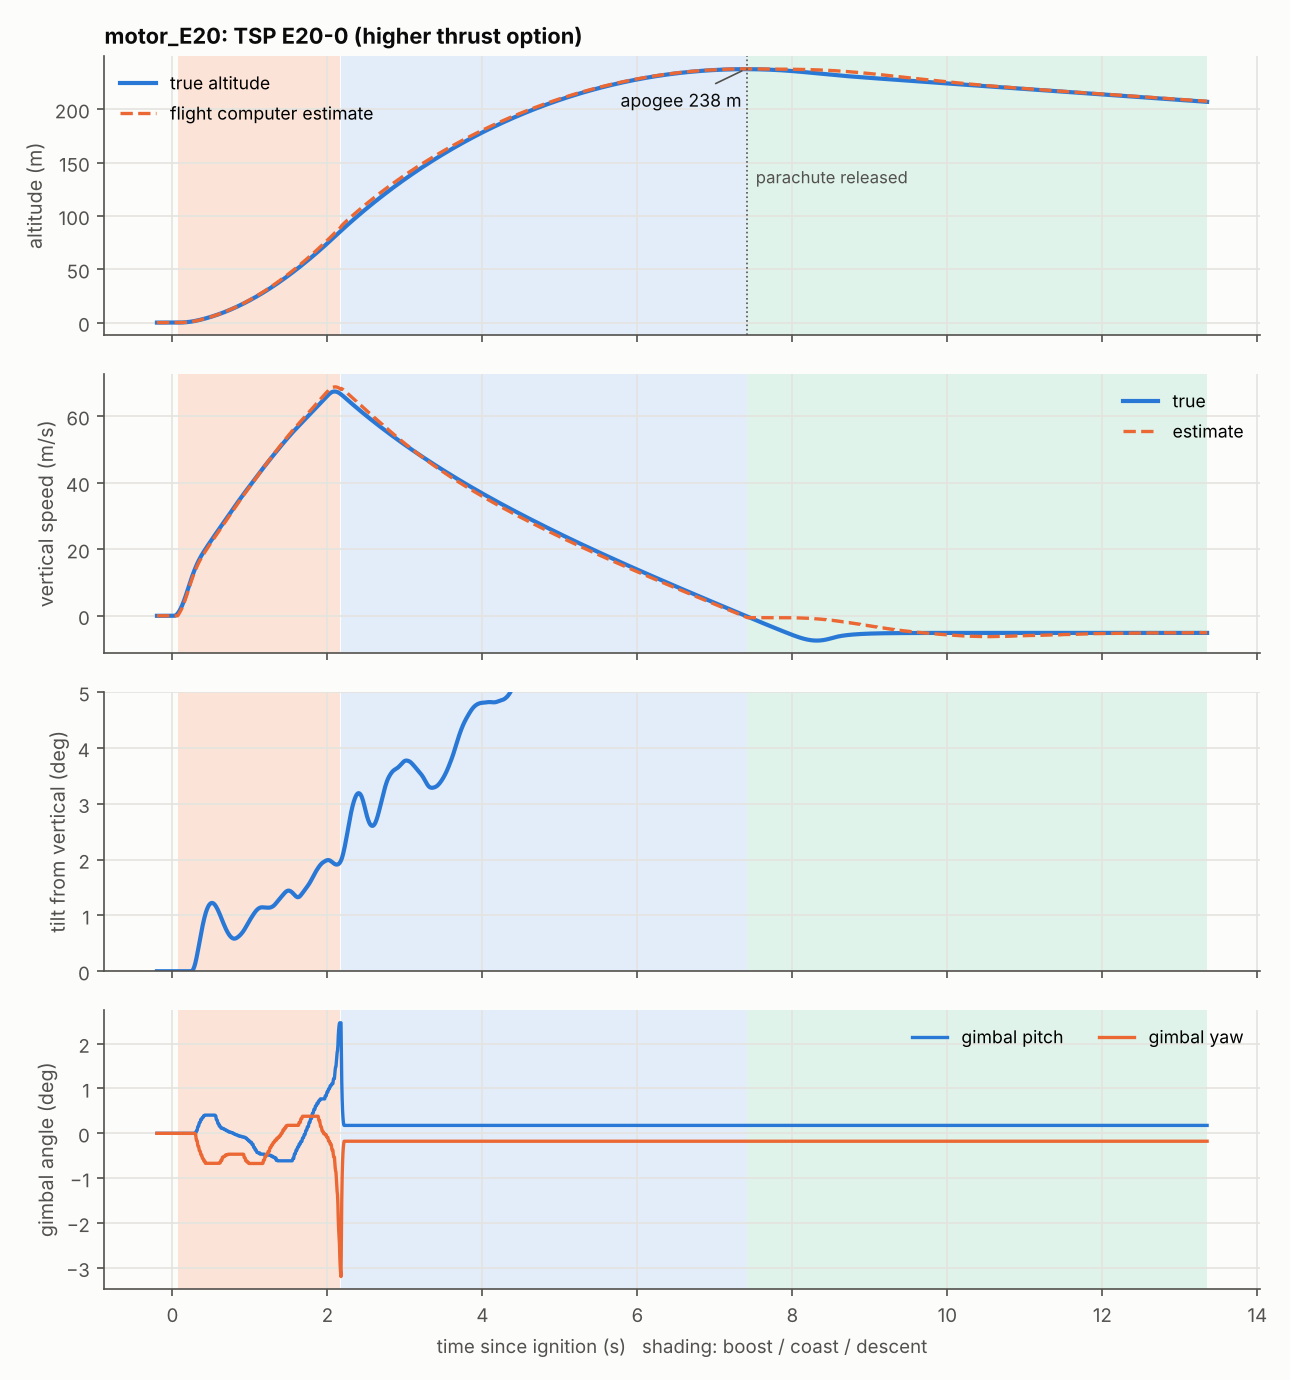 motor_E20: TSP E20-0 (higher thrust option)
true altitude
flight computer estimate
apogee 238 m
parachute released
altitude (m)
200
150
100
50
0
true
estimate
vertical speed (m/s)
60
40
20
0
tilt from vertical (deg)
5
4
3
2
1
0
gimbal pitch
gimbal yaw
gimbal angle (deg)
2
1
0
−1
−2
−3
0 2 4 6 8 10 12 14
time since ignition (s) shading: boost / coast / descent